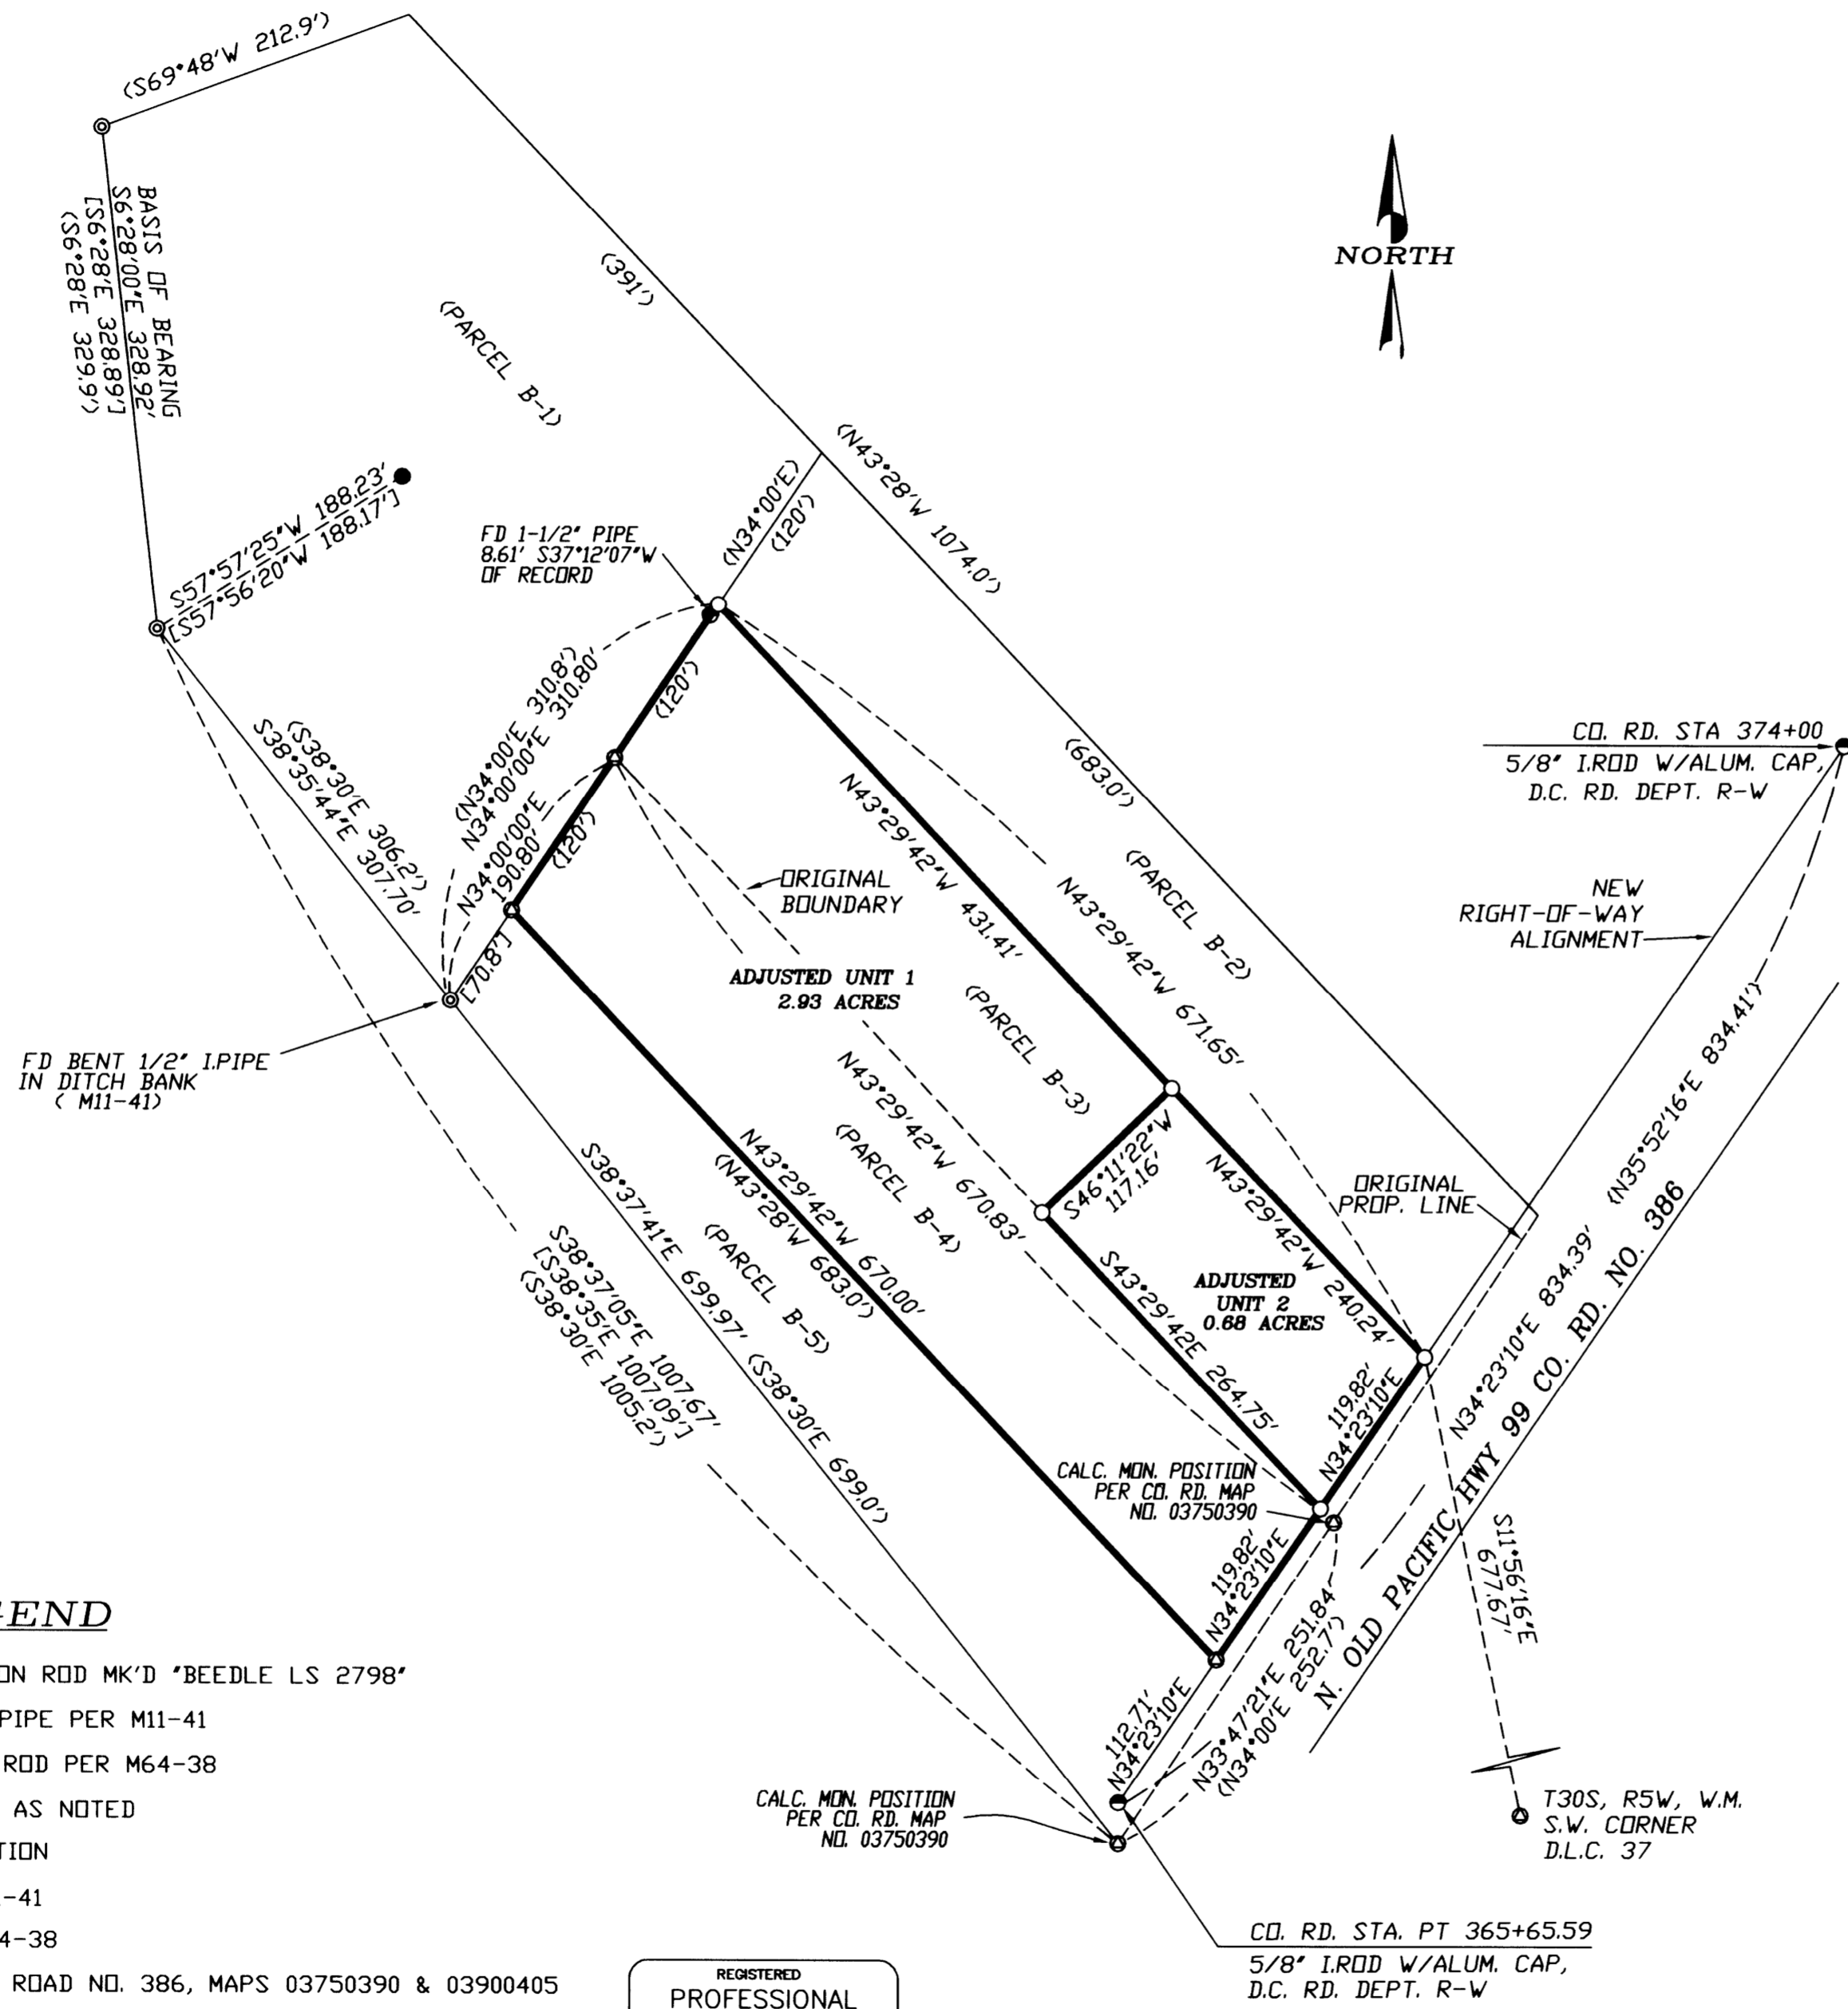 (S69°48'W 212.9')
BASIS OF BEARING
S6°28'00"E 328.92'
[S6°28'E 328.89']
(S6°28'E 329.9')
(391')
(PARCEL B-1)
NORTH
S57°57'25"W 188.23'
[S57°56'20"W 188.17']
FD 1-1/2" PIPE
8.61' S37°12'07"W
OF RECORD
(N34°00'E)
(120')
(N43°28'W 1074.0')
(N34°00'E 310.8')
N34°00'00"E 310.80'
(120')
N34°00'00"E
190.80'
(120')
(S38°30'E 306.2')
S38°35'44"E 307.70'
[70.8']
N43°29'42"W 431.41'
(683.0')
(PARCEL B-2)
N43°29'42"W 671.65'
CO. RD. STA 374+00
5/8" I.ROD W/ALUM. CAP,
D.C. RD. DEPT. R-W
NEW
RIGHT-OF-WAY
ALIGNMENT
ORIGINAL
BOUNDARY
ADJUSTED UNIT 1
2.93 ACRES
(PARCEL B-3)
FD BENT 1/2" I.PIPE
IN DITCH BANK
( M11-41)
N43°29'42"W 670.83'
(PARCEL B-4)
S46°11'22"W
117.16'
N43°29'42"W 240.24'
ORIGINAL
PROP. LINE
(N35°52'16"E 834.41')
N34°23'10"E 834.39'
N. OLD PACIFIC HWY 99 CO. RD. NO. 386
N43°29'42"W 670.00'
(N43°28'W 683.0')
S38°37'41"E 699.97' (S38°30'E 699.0')
(PARCEL B-5)
S38°37'05"E 1007.67'
[S38°35'E 1007.09']
(S38°30'E 1005.2')
S43°29'42E 264.75'
ADJUSTED
UNIT 2
0.68 ACRES
119.82'
N34°23'10"E
CALC. MON. POSITION
PER CO. RD. MAP
NO. 03750390
119.82'
N34°23'10"E
S11°56'16"E
677.67'
112.71'
N34°23'10"E
N33°47'21"E 251.84'
(N34°00'E 252.7')
CALC. MON. POSITION
PER CO. RD. MAP
NO. 03750390
T30S, R5W, W.M.
S.W. CORNER
D.L.C. 37
CO. RD. STA. PT 365+65.59
5/8" I.ROD W/ALUM. CAP,
D.C. RD. DEPT. R-W
END
ON ROD MK'D "BEEDLE LS 2798"
PIPE PER M11-41
ROD PER M64-38
AS NOTED
TION
-41
4-38
ROAD NO. 386, MAPS 03750390 & 03900405
REGISTERED
PROFESSIONAL